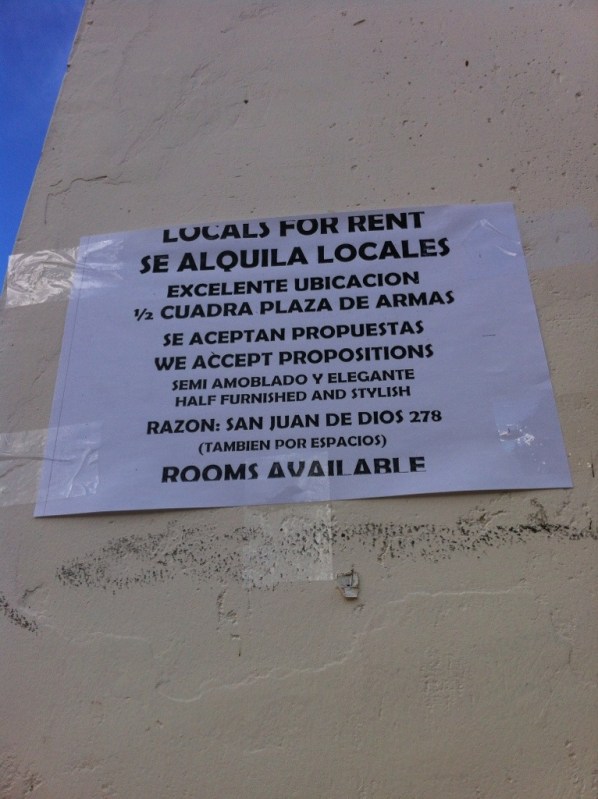 LOCALS FOR RENT
SE ALQUILA LOCALES
EXCELENTE UBICACION
1/2 CUADRA PLAZA DE ARMAS
SE ACEPTAN PROPUESTAS
WE ACCEPT PROPOSITIONS
SEMI AMOBLADO Y ELEGANTE
HALF FURNISHED AND STYLISH
RAZON: SAN JUAN DE DIOS 278
(TAMBIEN POR ESPACIOS)
ROOMS AVAILABLE